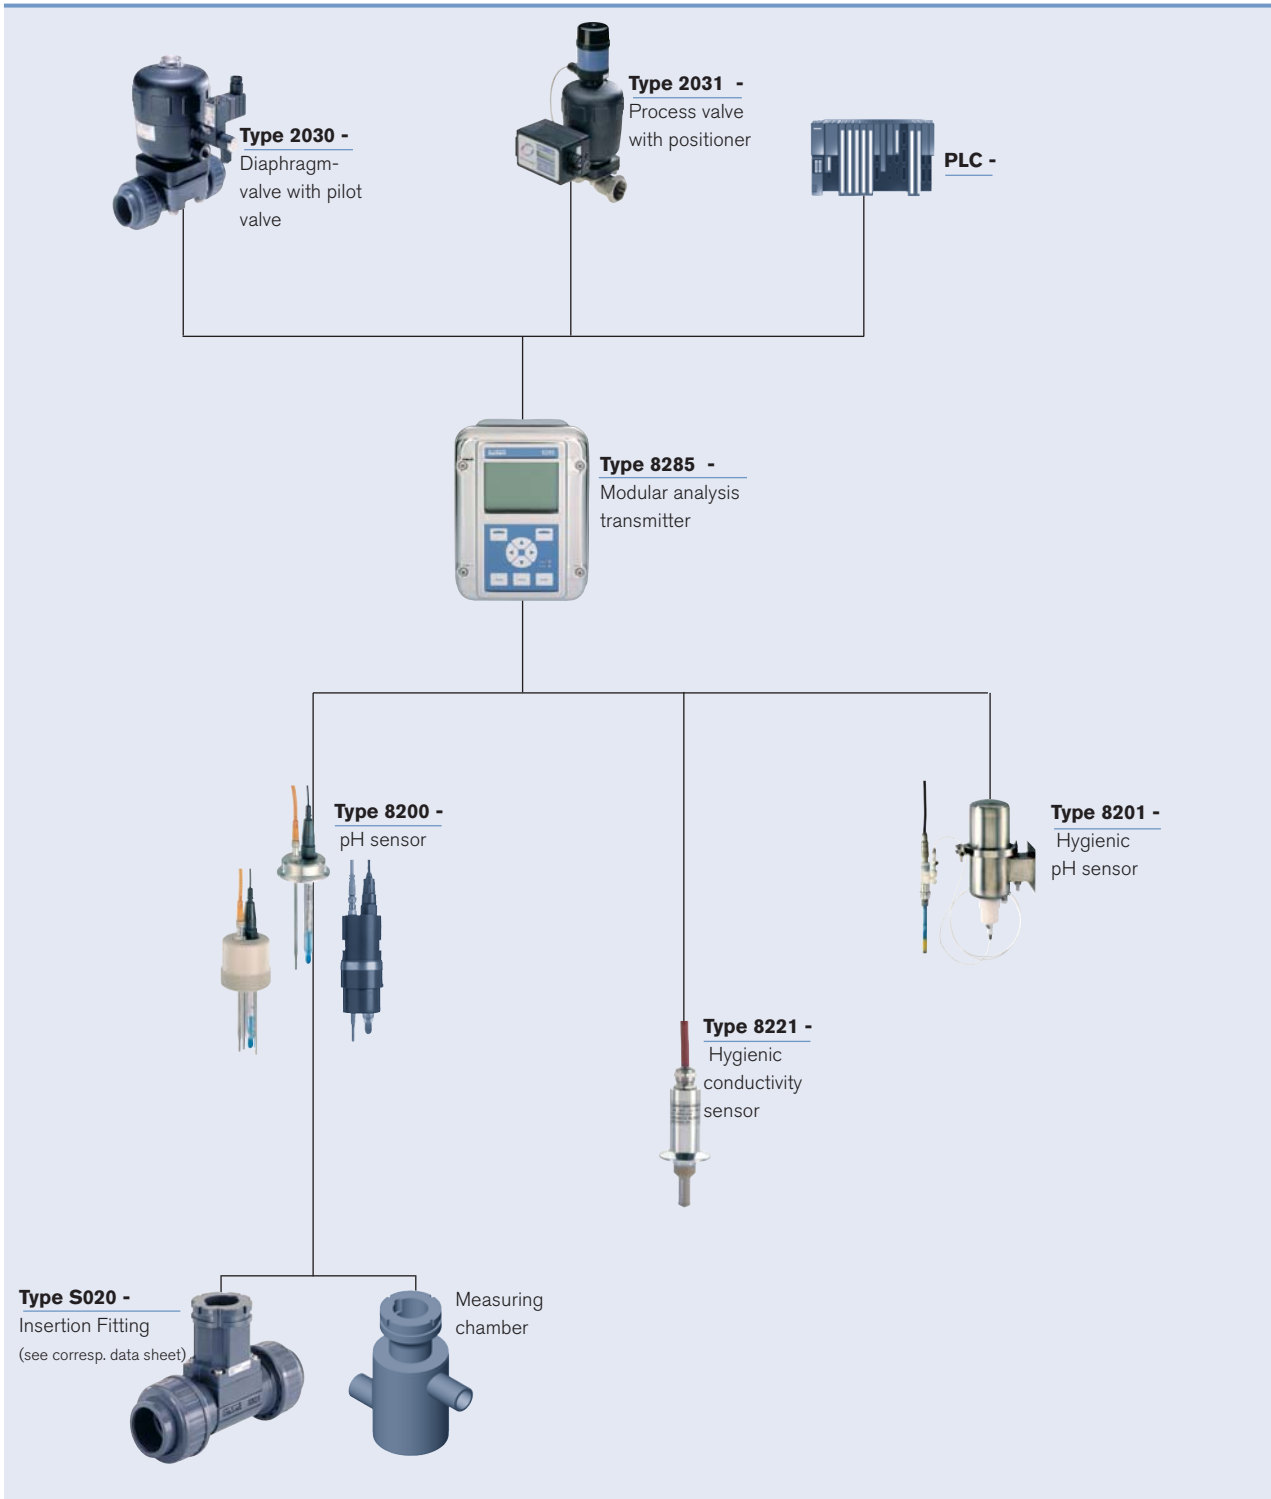 Type 2030 -
Diaphragm-
valve with pilot
valve
Type 2031 -
Process valve
with positioner
PLC -
8285
Type 8285 -
Modular analysis
transmitter
Type 8200 -
pH sensor
Type 8201 -
Hygienic
pH sensor
Type 8221 -
Hygienic
conductivity
sensor
Type S020 -
Insertion Fitting
(see corresp. data sheet)
Measuring
chamber